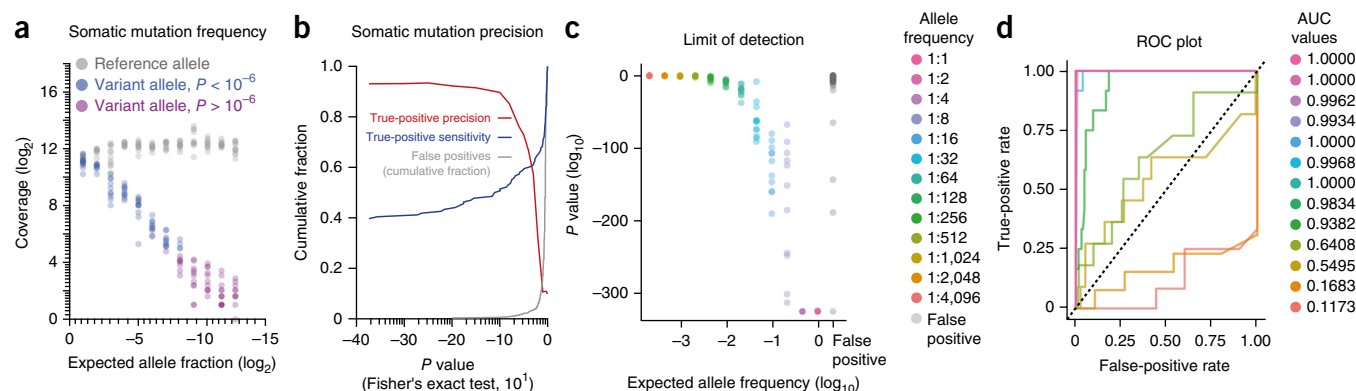 a
Somatic mutation frequency
Reference allele
Variant allele, P < 10⁻⁶
Variant allele, P > 10⁻⁶
Coverage (log₂)
16
12
8
4
0
0
−5
−10
−15
Expected allele fraction (log₂)
b
Somatic mutation precision
True-positive precision
True-positive sensitivity
False positives
(cumulative fraction)
Cumulative fraction
1.0
0.8
0.6
0.4
0.2
0
−40
−30
−20
−10
0
P value
(Fisher's exact test, 10¹)
c
Limit of detection
P value (log₁₀)
0
−100
−200
−300
−3
−2
−1
0
False
positive
Expected allele frequency (log₁₀)
Allele
frequency
1:1
1:2
1:4
1:8
1:16
1:32
1:64
1:128
1:256
1:512
1:1,024
1:2,048
1:4,096
False
positive
d
ROC plot
True-positive rate
1.00
0.75
0.50
0.25
0
0
0.25
0.50
0.75
1.00
False-positive rate
AUC
values
1.0000
1.0000
0.9962
0.9934
1.0000
0.9968
1.0000
0.9834
0.9382
0.6408
0.5495
0.1683
0.1173